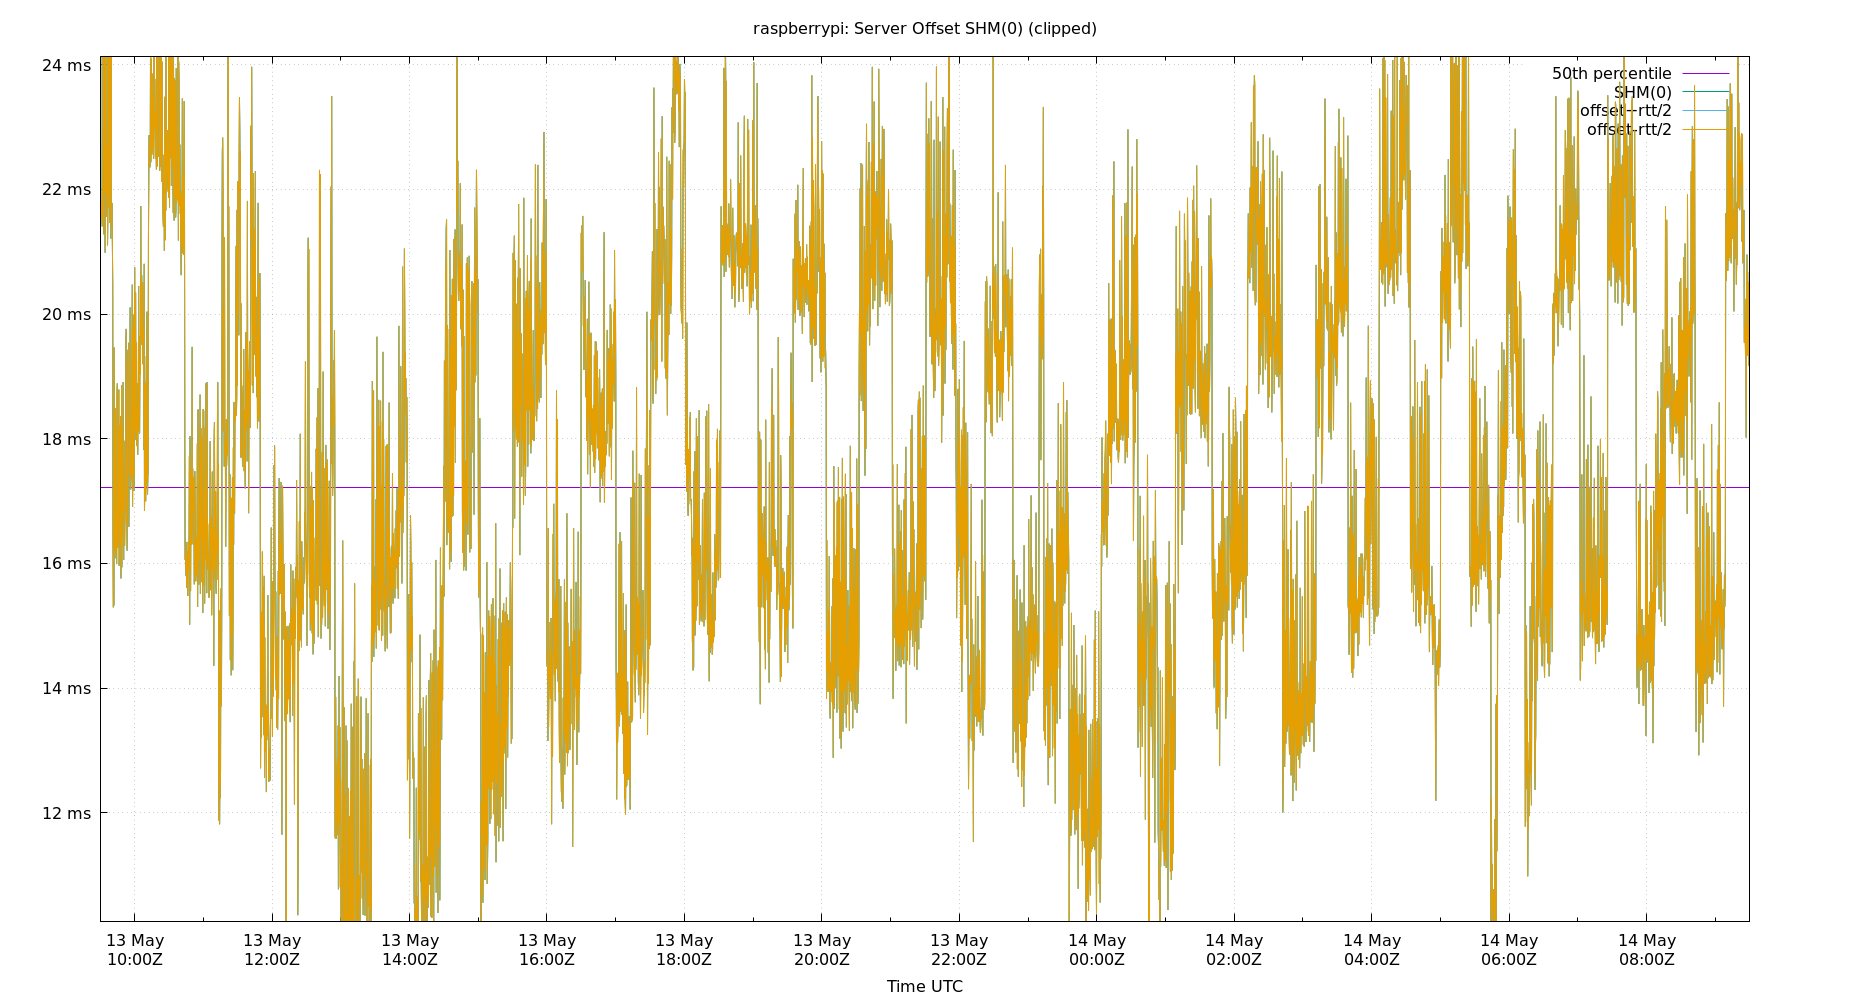 raspberrypi: Server Offset SHM(0) (clipped)
24 ms
22 ms
20 ms
18 ms
16 ms
14 ms
12 ms
50th percentile
SHM(0)
offset+rtt/2
offset-rtt/2
13 May 13 May 13 May 13 May 13 May 13 May 13 May 14 May 14 May 14 May 14 May 14 May
10:00Z 12:00Z 14:00Z 16:00Z 18:00Z 20:00Z 22:00Z 00:00Z 02:00Z 04:00Z 06:00Z 08:00Z
Time UTC